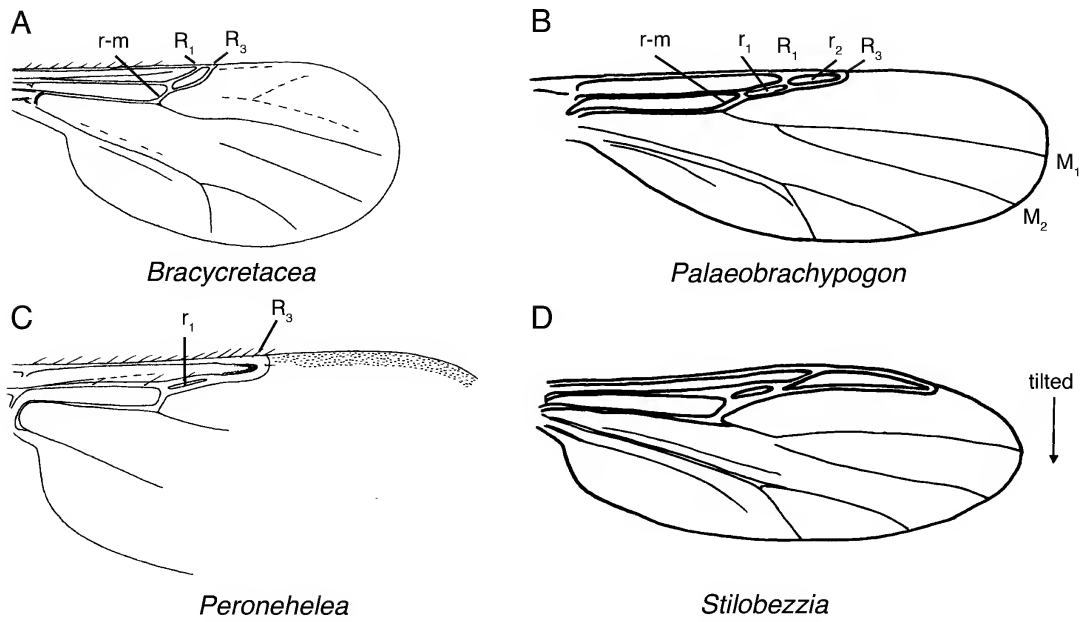 A
r-m R₁ R₃
Bracycretacea
B
r-m r₁ R₁ r₂ R₃
M₁
M₂
Palaeobrachypogon
C
r₁ R₃
Peronehelea
D
tilted
Stilobezzia